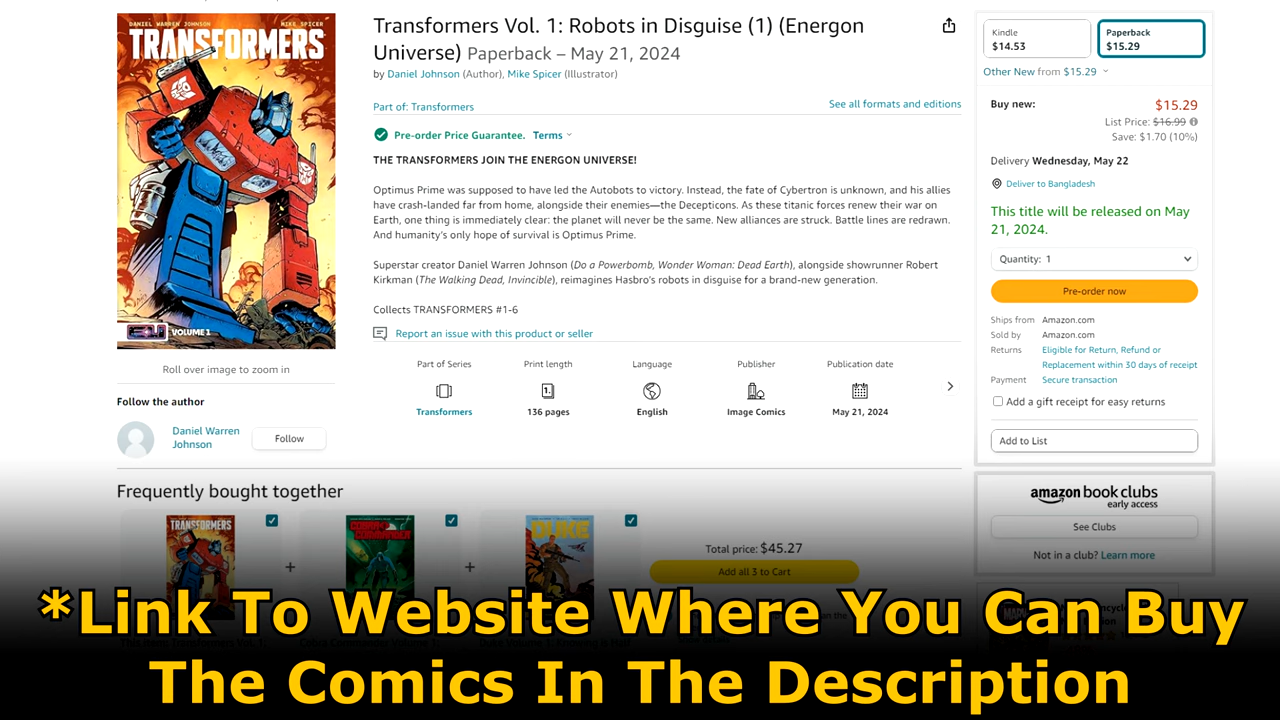 DANIEL WARREN JOHNSON MIKE SPICER
TRANSFORMERS
VOLUME 1
Roll over image to zoom in
Follow the author
Daniel Warren
Johnson
Follow
Transformers Vol. 1: Robots in Disguise (1) (Energon
Universe) Paperback – May 21, 2024
by Daniel Johnson (Author), Mike Spicer (Illustrator)
Part of: Transformers
See all formats and editions
Pre-order Price Guarantee. Terms
THE TRANSFORMERS JOIN THE ENERGON UNIVERSE!
Optimus Prime was supposed to have led the Autobots to victory. Instead, the fate of Cybertron is unknown, and his allies
have crash-landed far from home, alongside their enemies—the Decepticons. As these titanic forces renew their war on
Earth, one thing is immediately clear: the planet will never be the same. New alliances are struck. Battle lines are redrawn.
And humanity's only hope of survival is Optimus Prime.
Superstar creator Daniel Warren Johnson (Do a Powerbomb, Wonder Woman: Dead Earth), alongside showrunner Robert
Kirkman (The Walking Dead, Invincible), reimagines Hasbro's robots in disguise for a brand-new generation.
Collects TRANSFORMERS #1-6
Report an issue with this product or seller
Part of Series
Transformers
Print length
1.
136 pages
Language
English
Publisher
Image Comics
Publication date
May 21, 2024
Kindle
$14.53
Paperback
$15.29
Other New from $15.29
Buy new: $15.29
List Price: $16.99
Save: $1.70 (10%)
Delivery Wednesday, May 22
Deliver to Bangladesh
This title will be released on May
21, 2024.
Quantity: 1
Pre-order now
Ships from Amazon.com
Sold by Amazon.com
Returns Eligible for Return, Refund or
Replacement within 30 days of receipt
Payment Secure transaction
Add a gift receipt for easy returns
Add to List
amazon book clubs
early access
See Clubs
Not in a club? Learn more
Frequently bought together
TRANSFORMERS
+
COBRA COMMANDER
+
DUKE
Total price: $45.27
Add all 3 to Cart
*Link To Website Where You Can Buy
The Comics In The Description